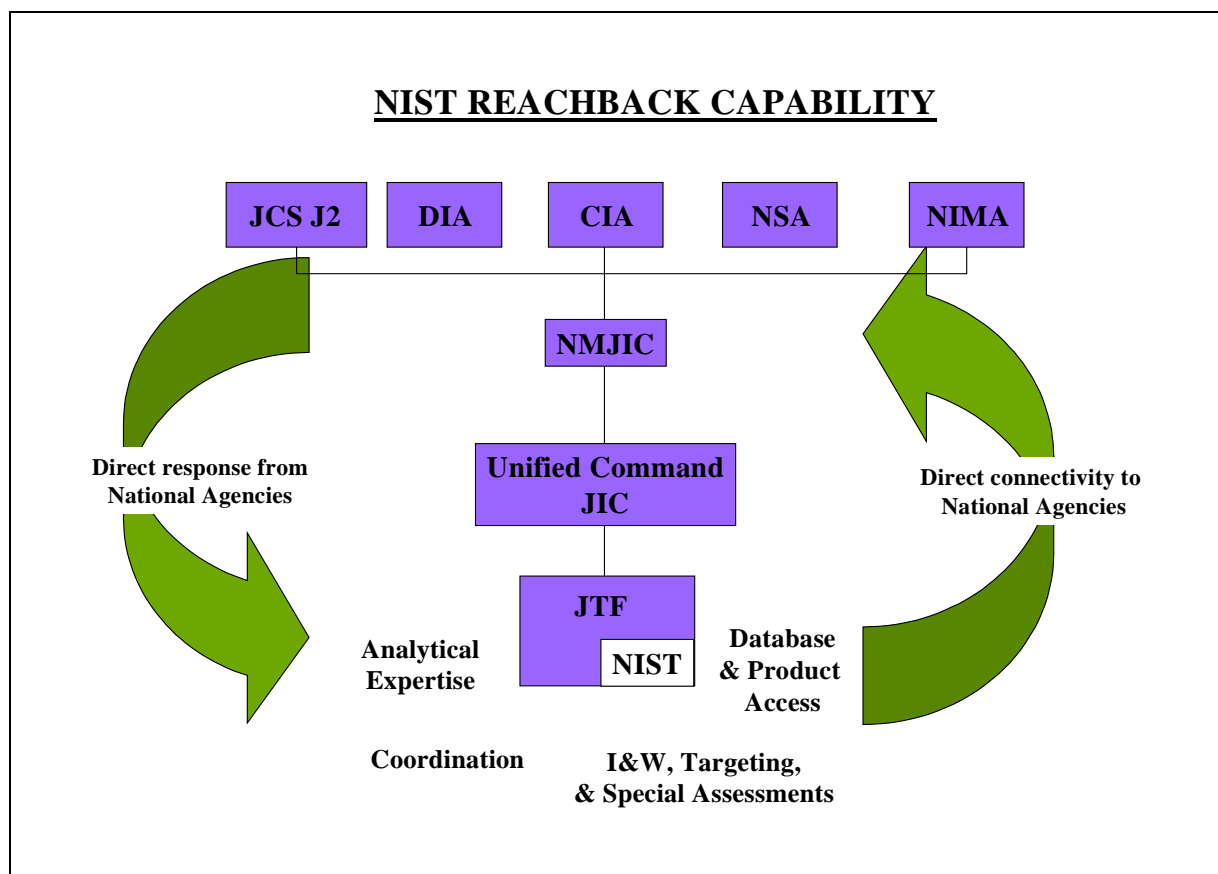 NIST REACHBACK CAPABILITY
JCS J2
DIA
CIA
NSA
NIMA
NMJIC
Direct response from
National Agencies
Unified Command
JIC
Direct connectivity to
National Agencies
JTF
NIST
Analytical
Expertise
Database
& Product
Access
Coordination
I&W, Targeting,
& Special Assessments